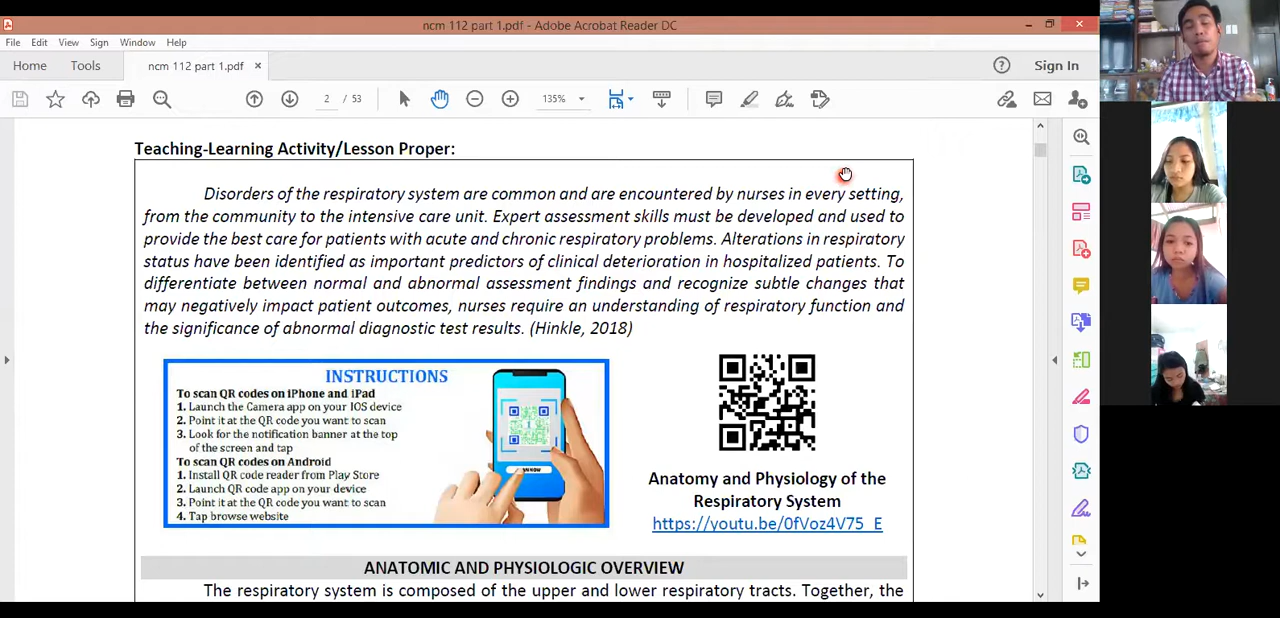 ncm 112 part 1.pdf - Adobe Acrobat Reader DC
File Edit View Sign Window Help
Home Tools ncm 112 part 1.pdf × Sign In
2 / 53 135%
Teaching-Learning Activity/Lesson Proper:
Disorders of the respiratory system are common and are encountered by nurses in every setting,
from the community to the intensive care unit. Expert assessment skills must be developed and used to
provide the best care for patients with acute and chronic respiratory problems. Alterations in respiratory
status have been identified as important predictors of clinical deterioration in hospitalized patients. To
differentiate between normal and abnormal assessment findings and recognize subtle changes that
may negatively impact patient outcomes, nurses require an understanding of respiratory function and
the significance of abnormal diagnostic test results. (Hinkle, 2018)
INSTRUCTIONS
To scan QR codes on iPhone and iPad
1. Launch the Camera app on your IOS device
2. Point it at the QR code you want to scan
3. Look for the notification banner at the top
of the screen and tap
To scan QR codes on Android
1. Install QR code reader from Play Store
2. Launch QR code app on your device
3. Point it at the QR code you want to scan
4. Tap browse website
Anatomy and Physiology of the
Respiratory System
https://youtu.be/0fVoz4V75_E
ANATOMIC AND PHYSIOLOGIC OVERVIEW
The respiratory system is composed of the upper and lower respiratory tracts. Together, the